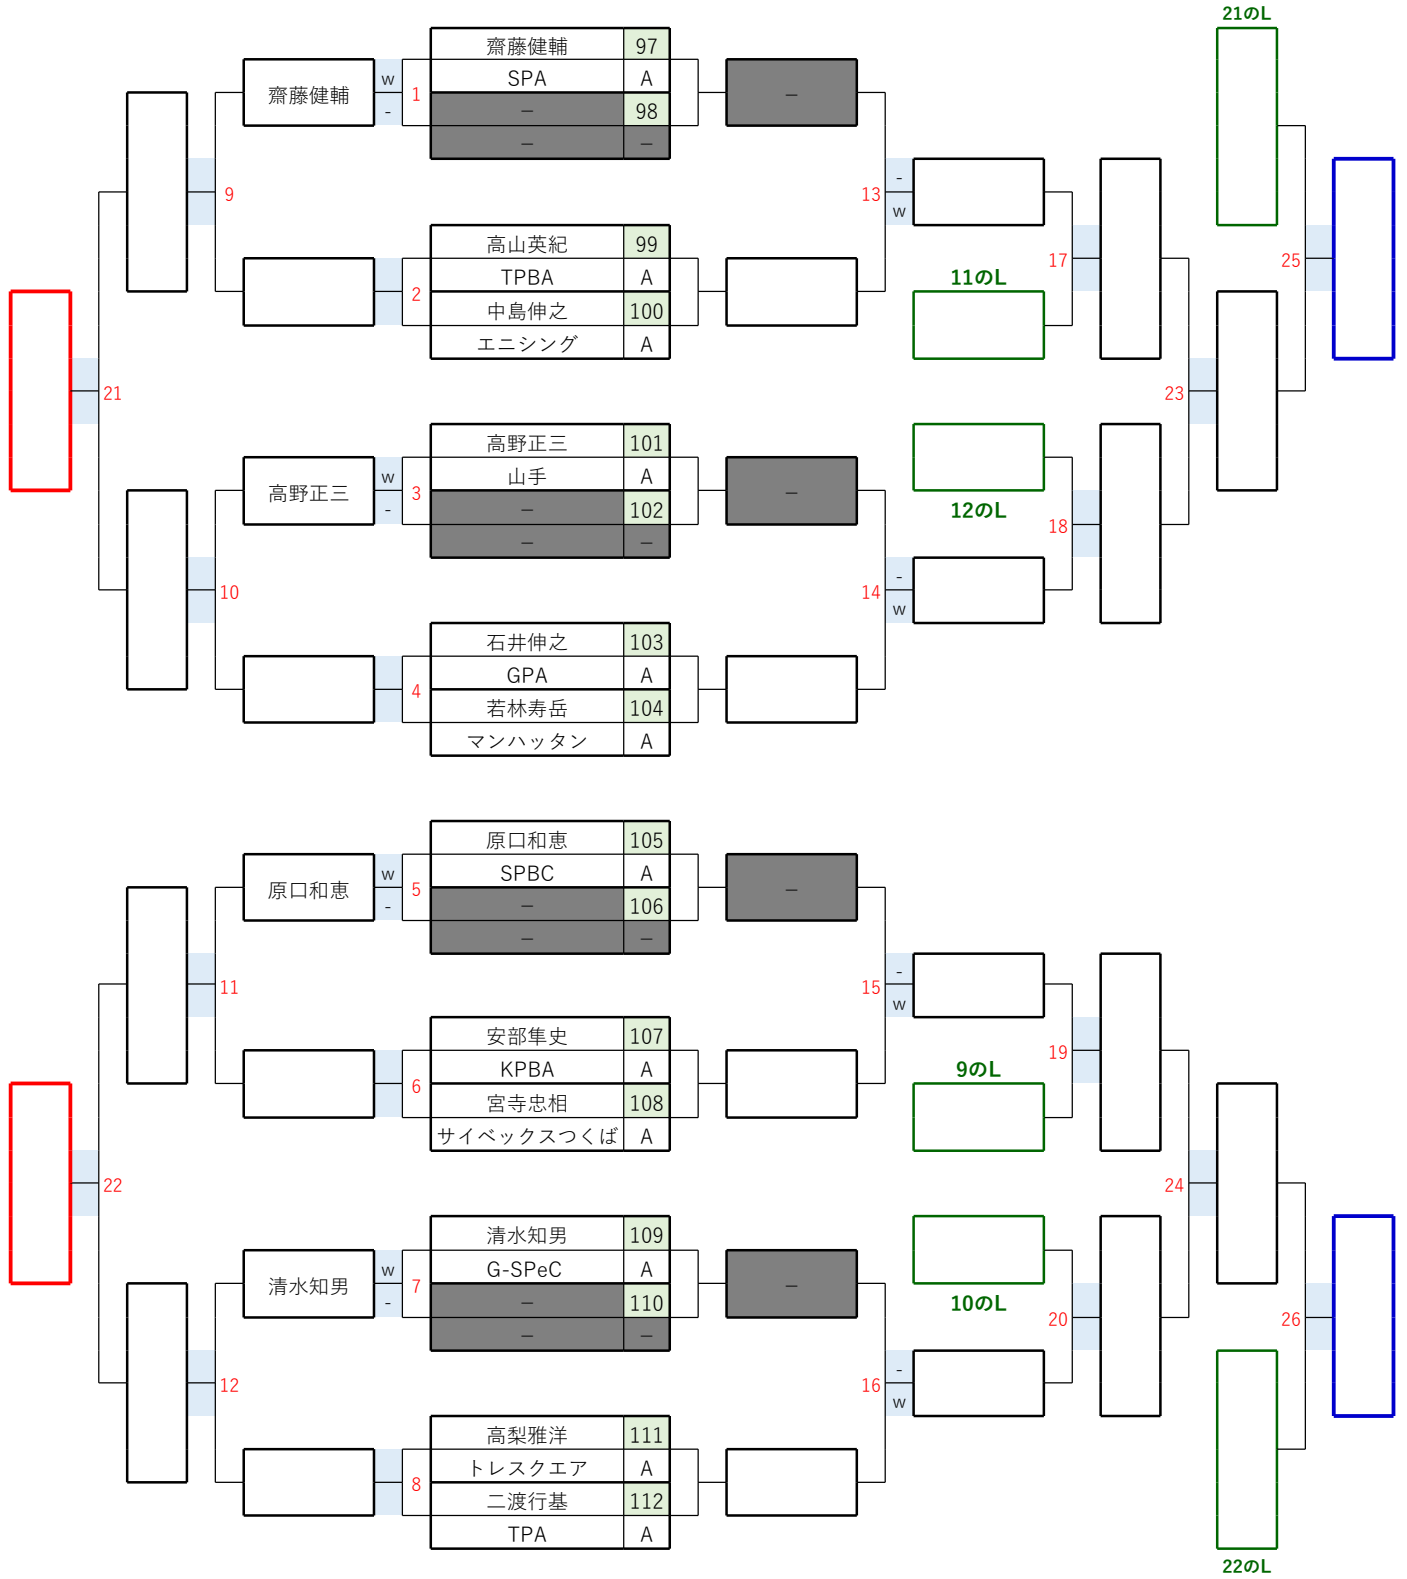 21のL
齋藤健輔 97
齋藤健輔 w 1 SPA A –
- – 98
– –
9 13 -
w
高山英紀 99
2 TPBA A 11のL 17 25
中島伸之 100
エニシング A
21 23
高野正三 101
高野正三 w 3 山手 A –
- – 102 12のL 18
– –
10 14 -
w
石井伸之 103
4 GPA A
若林寿岳 104
マンハッタン A
原口和恵 105
原口和恵 w 5 SPBC A –
- – 106
– –
11 15 -
w
安部隼史 107
6 KPBA A 9のL 19
宮寺忠相 108
サイベックスつくば A
22 24
清水知男 109
清水知男 w 7 G-SPeC A –
- – 110 10のL 20 26
– –
12 16 -
w
高梨雅洋 111
8 トレスクエア A
二渡行基 112
TPA A
22のL